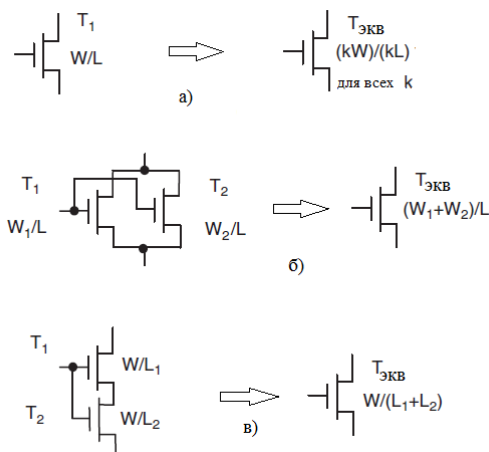 T1
W/L
Tэкв
(kW)/(kL)
для всех k
а)
T1
W1/L
T2
W2/L
Tэкв
(W1+W2)/L
б)
T1
W/L1
T2
W/L2
Tэкв
W/(L1+L2)
в)